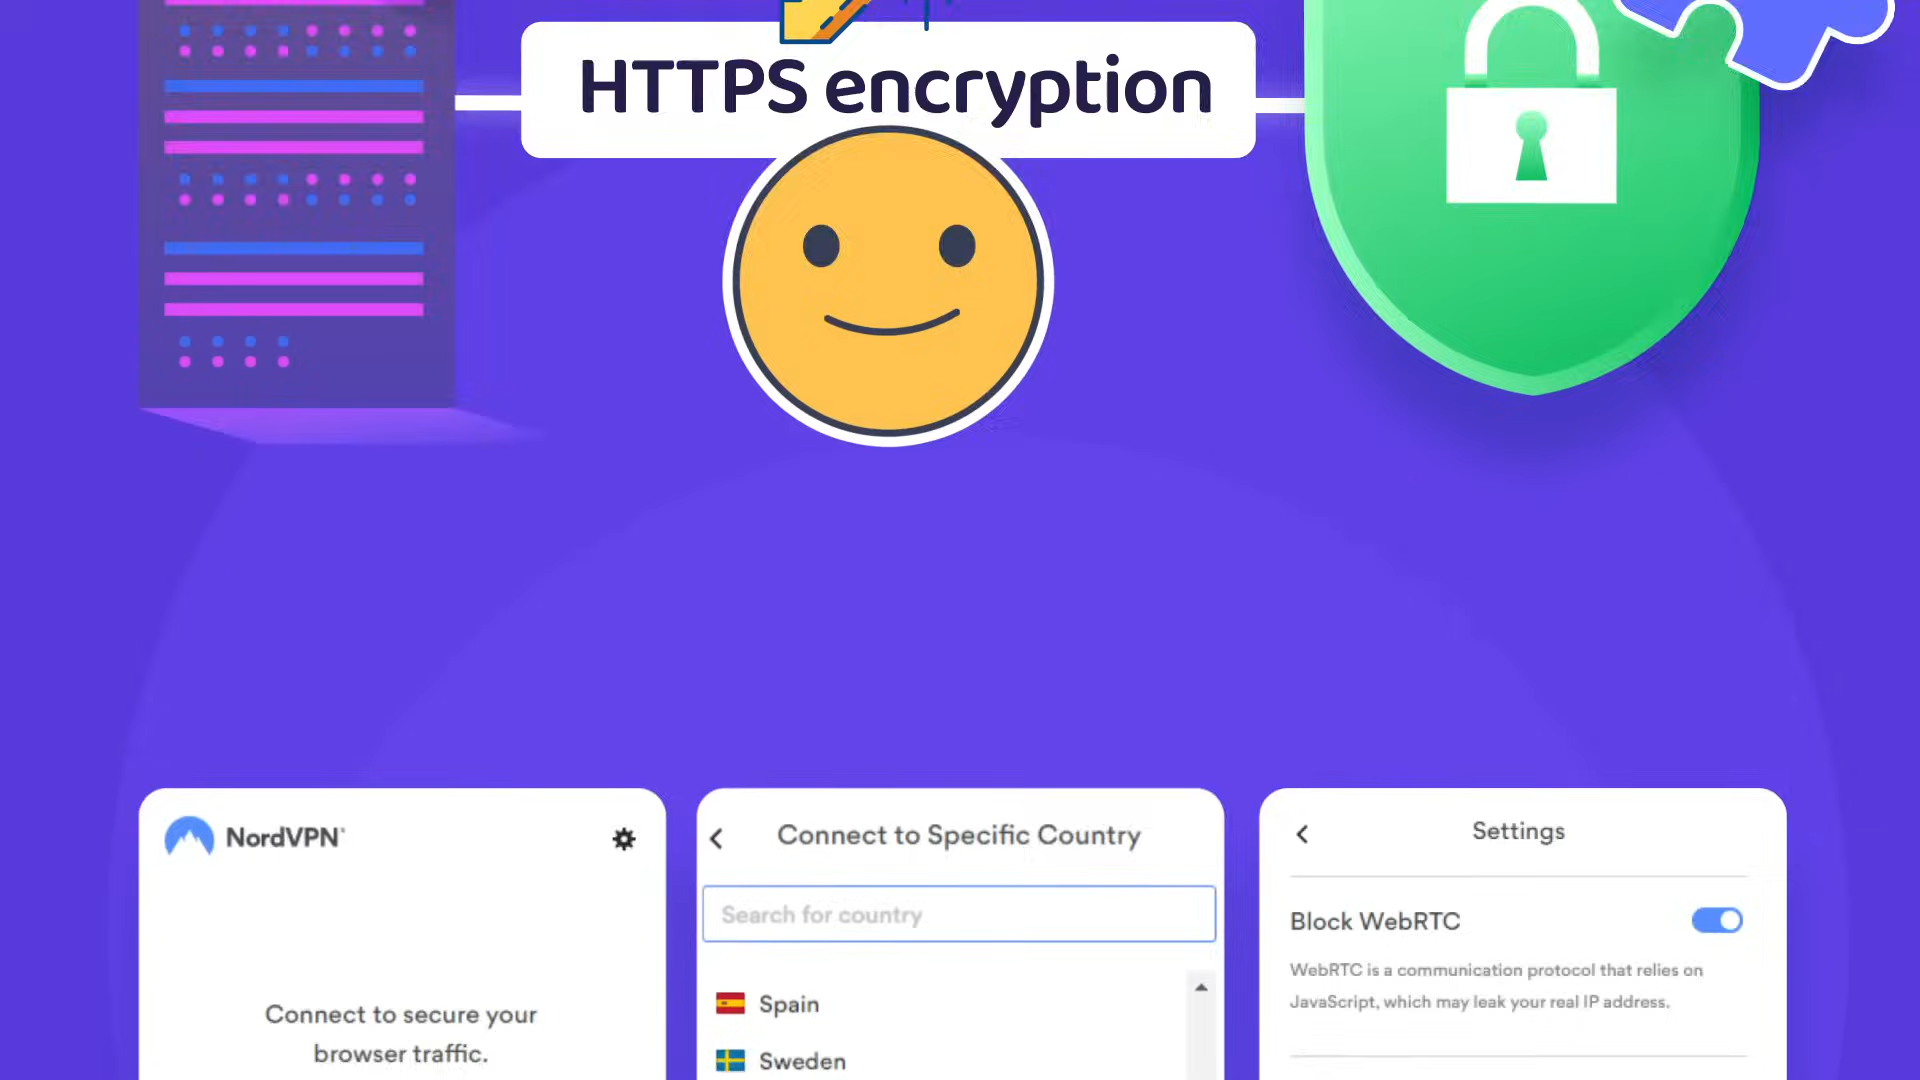 HTTPS encryption
NordVPN®
Connect to secure your
browser traffic.
Connect to Specific Country
Search for country
Spain
Sweden
Settings
Block WebRTC
WebRTC is a communication protocol that relies on
JavaScript, which may leak your real IP address.